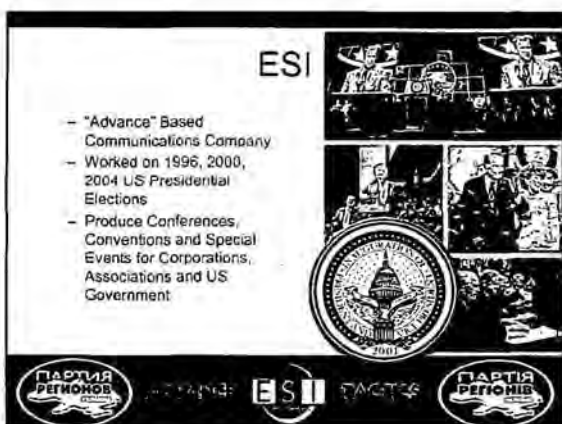 ESI
– "Advance" Based
Communications Company
– Worked on 1996, 2000,
2004 US Presidential
Elections
– Produce Conferences,
Conventions and Special
Events for Corporations,
Associations and US
Government
2001
ПАРТИЯ
РЕГИОНОВ
ESI
TACTICS
ПАРТІЯ
РЕГІОНІВ